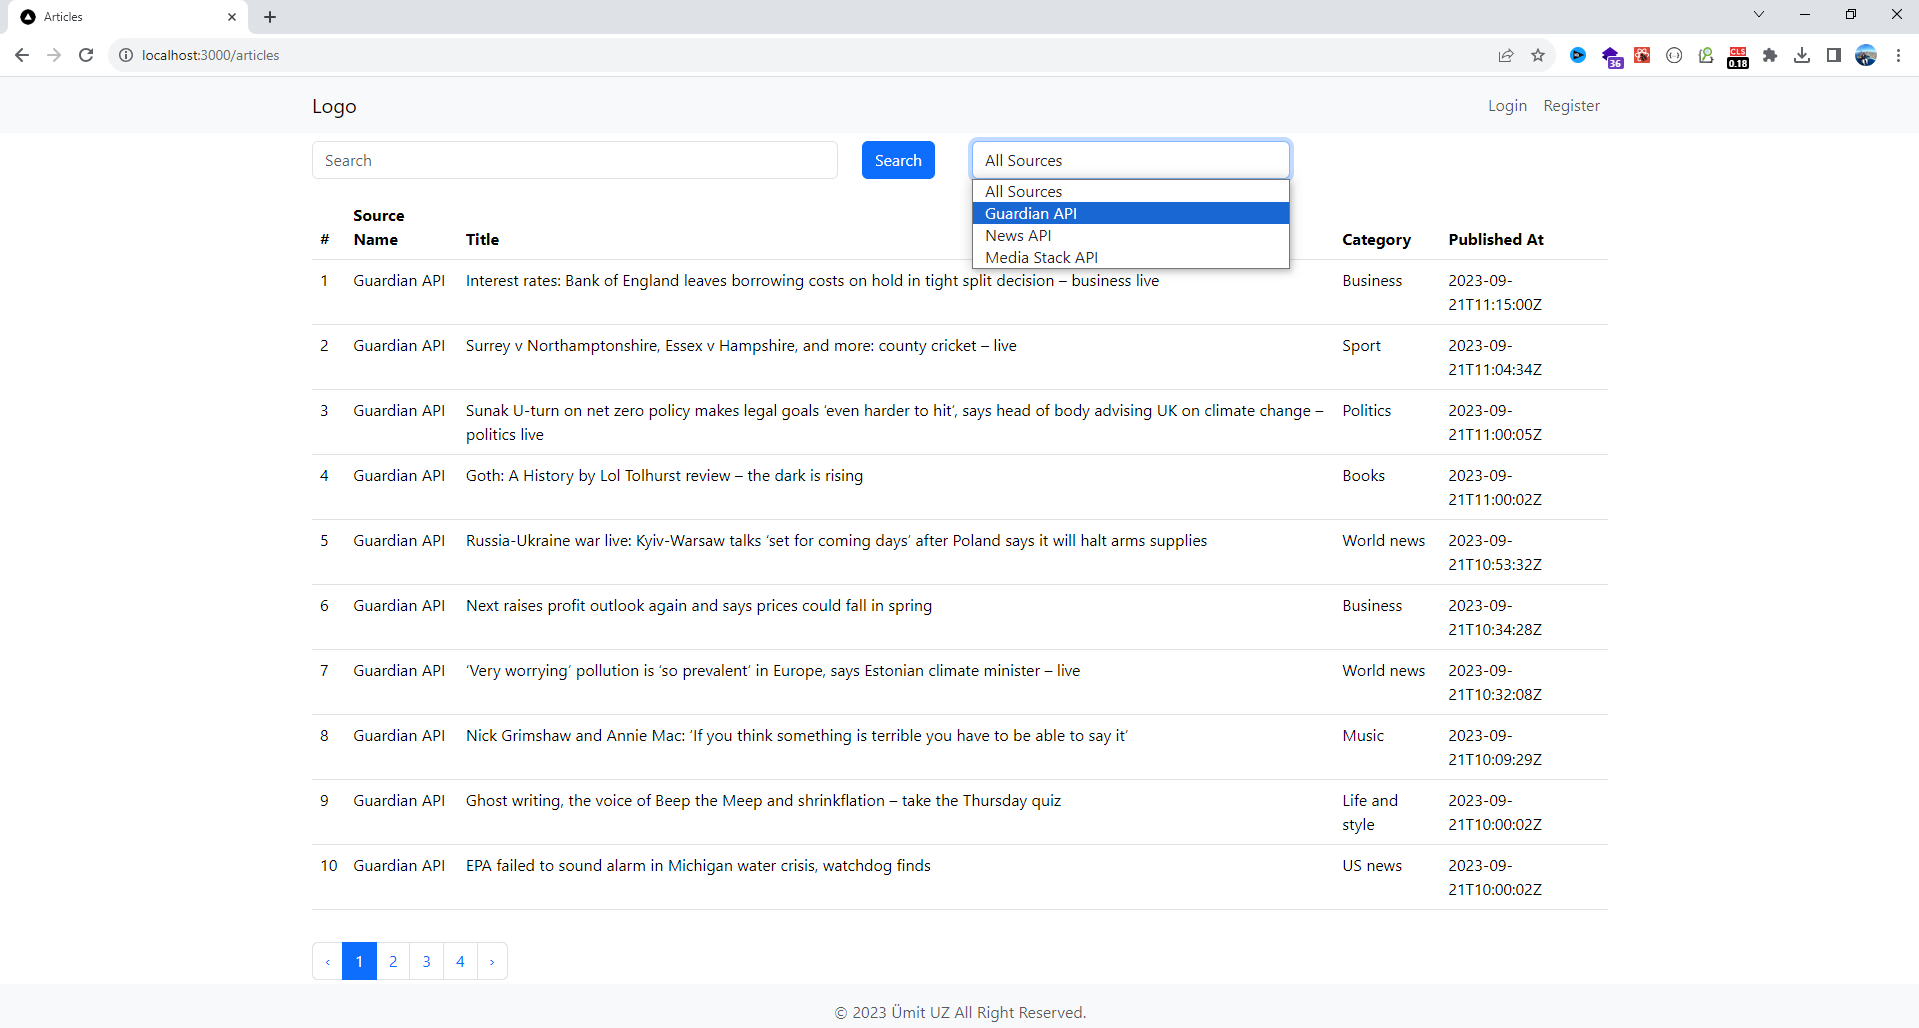 Articles
localhost:3000/articles
36
CLS
0.18
Logo
Login Register
Search Search All Sources
All Sources
Guardian API
News API
Media Stack API
# Source Name Title Category Published At
1 Guardian API Interest rates: Bank of England leaves borrowing costs on hold in tight split decision – business live Business 2023-09-
21T11:15:00Z
2 Guardian API Surrey v Northamptonshire, Essex v Hampshire, and more: county cricket – live Sport 2023-09-
21T11:04:34Z
3 Guardian API Sunak U-turn on net zero policy makes legal goals ‘even harder to hit’, says head of body advising UK on climate change – Politics 2023-09-
politics live 21T11:00:05Z
4 Guardian API Goth: A History by Lol Tolhurst review – the dark is rising Books 2023-09-
21T11:00:02Z
5 Guardian API Russia-Ukraine war live: Kyiv-Warsaw talks ‘set for coming days’ after Poland says it will halt arms supplies World news 2023-09-
21T10:53:32Z
6 Guardian API Next raises profit outlook again and says prices could fall in spring Business 2023-09-
21T10:34:28Z
7 Guardian API ‘Very worrying’ pollution is ‘so prevalent’ in Europe, says Estonian climate minister – live World news 2023-09-
21T10:32:08Z
8 Guardian API Nick Grimshaw and Annie Mac: ‘If you think something is terrible you have to be able to say it’ Music 2023-09-
21T10:09:29Z
9 Guardian API Ghost writing, the voice of Beep the Meep and shrinkflation – take the Thursday quiz Life and 2023-09-
style 21T10:00:02Z
10 Guardian API EPA failed to sound alarm in Michigan water crisis, watchdog finds US news 2023-09-
21T10:00:02Z
‹ 1 2 3 4 ›
© 2023 Ümit UZ All Right Reserved.